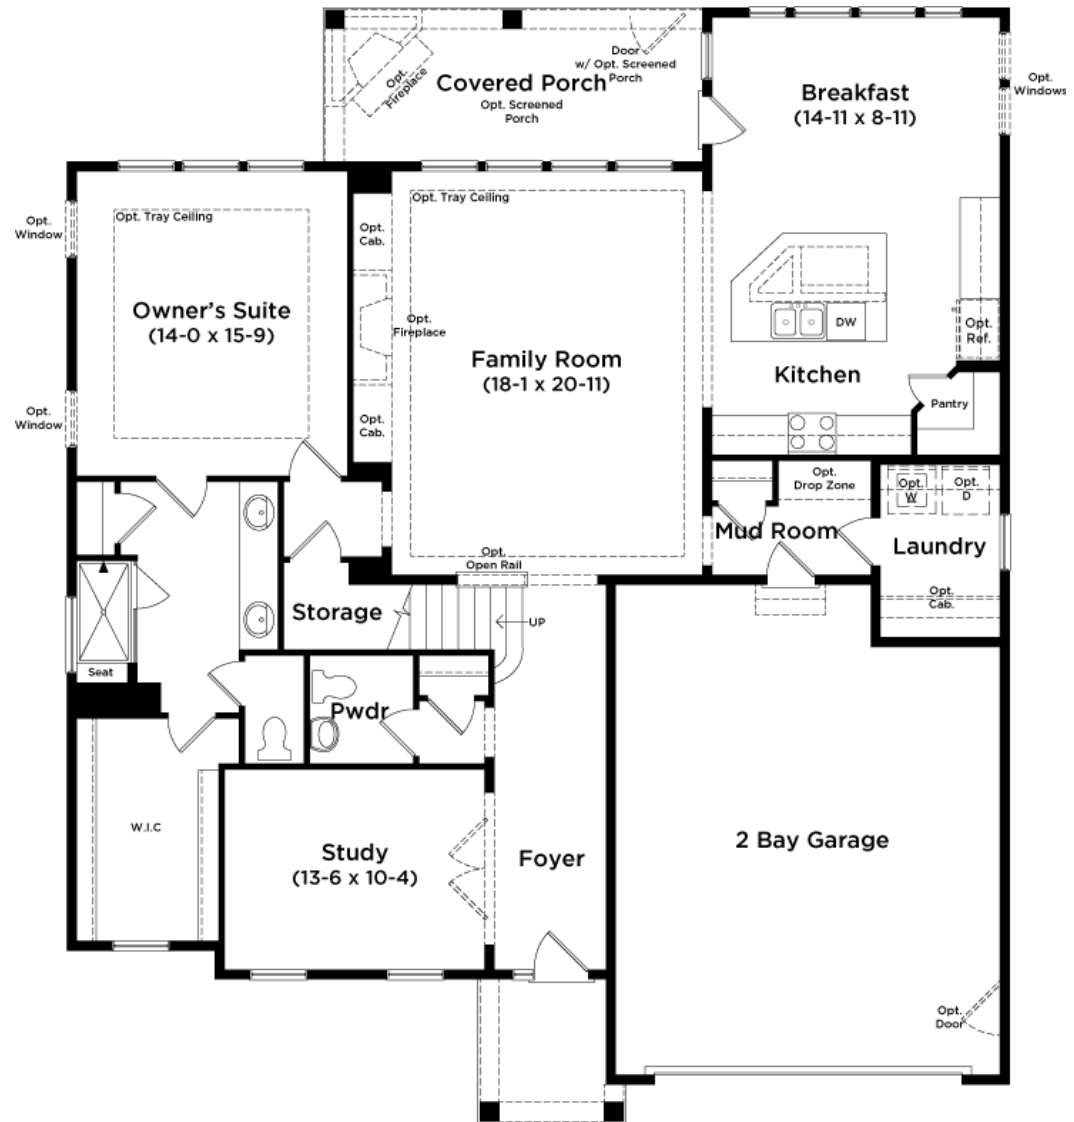 Door
w/ Opt. Screened
Porch
Opt.
Fireplace
Covered Porch
Opt. Screened
Porch
Breakfast
(14-11 x 8-11)
Opt.
Windows
Opt. Tray Ceiling
Opt. Tray Ceiling
Opt.
Window
Opt.
Cab.
Owner's Suite
(14-0 x 15-9)
Opt.
Fireplace
Family Room
(18-1 x 20-11)
DW
Opt.
Ref.
Kitchen
Pantry
Opt.
Window
Opt.
Cab.
Opt.
Drop Zone
Opt.
W
Opt.
D
Mud Room
Laundry
Opt.
Open Rail
Opt.
Cab.
Storage
UP
Seat
Pwdr
W.I.C
Study
(13-6 x 10-4)
Foyer
2 Bay Garage
Opt.
Door